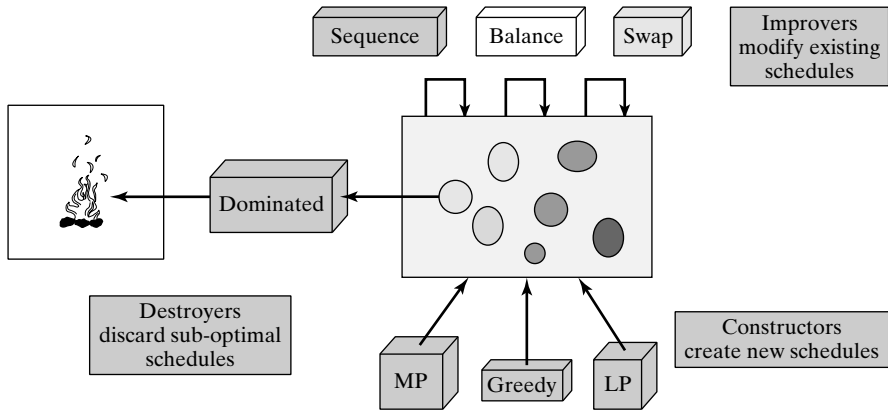 Sequence
Balance
Swap
Improvers
modify existing
schedules
Dominated
Destroyers
discard sub-optimal
schedules
Constructors
create new schedules
MP
Greedy
LP